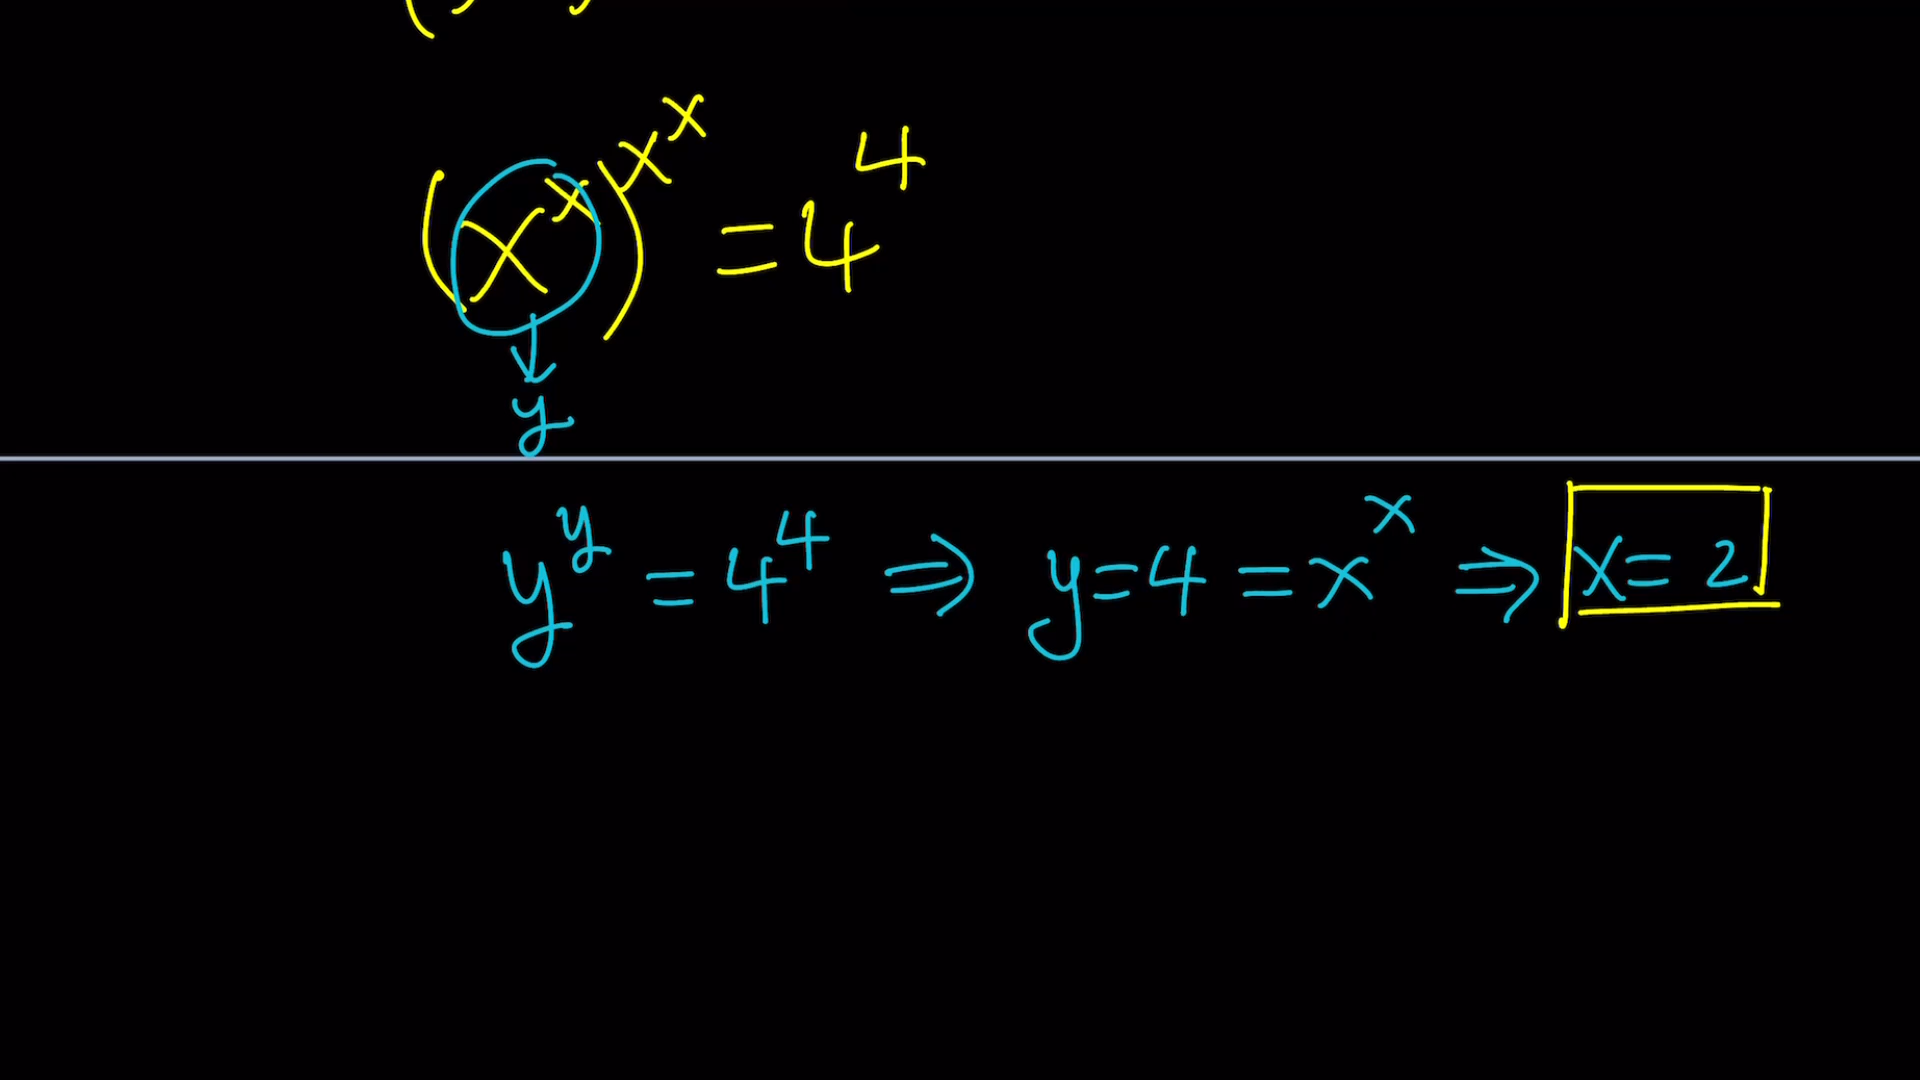 (x^x)^x^x = 4^4
y
y^y = 4^4 ⇒ y = 4 = x^x ⇒ x = 2